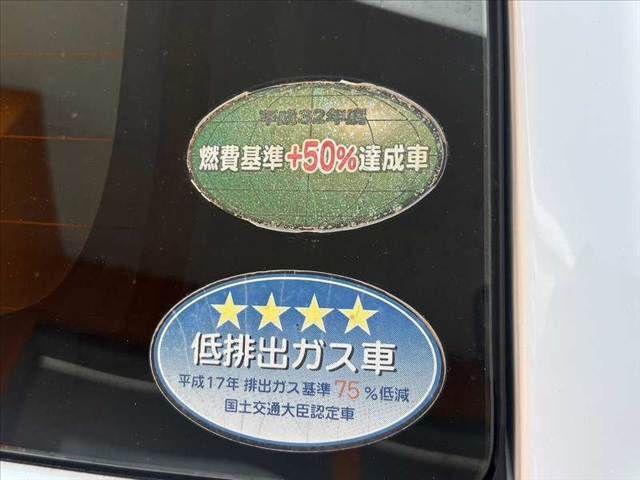 平成32年度
燃費基準+50%達成車
低排出ガス車
平成17年 排出ガス基準 75 %低減
国土交通大臣認定車